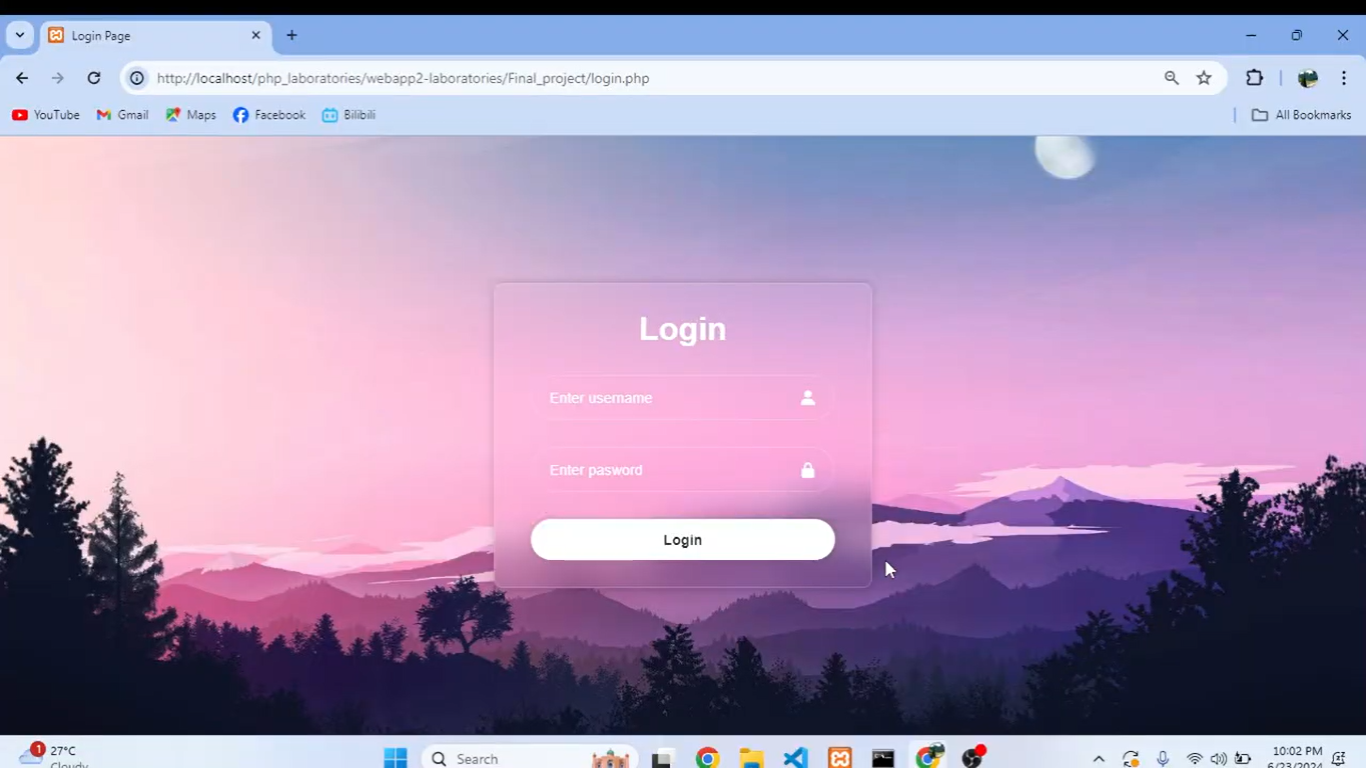 Login Page
http://localhost/php_laboratories/webapp2-laboratories/Final_project/login.php
YouTube Gmail Maps Facebook Bilibili All Bookmarks
Login
Enter username
Enter pasword
Login
1 27°C
Cloudy
Search
10:02 PM
6/23/2024